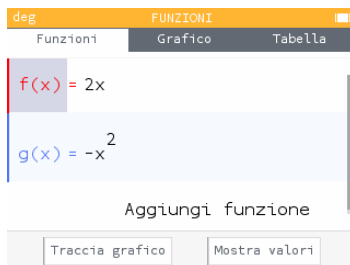 deg FUNZIONI
Funzioni Grafico Tabella
f(x) = 2x
g(x) = -x²
Aggiungi funzione
Traccia grafico Mostra valori